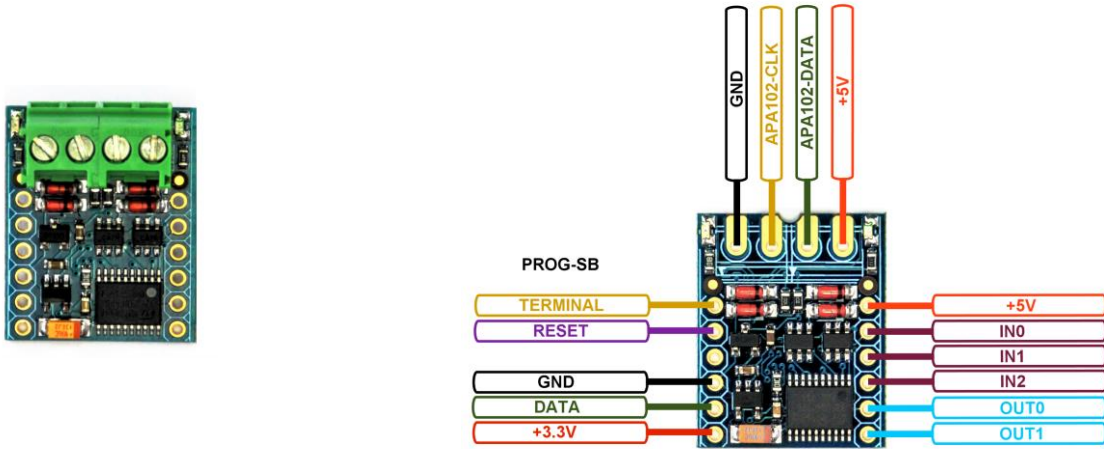 GND
APA102-CLK
APA102-DATA
+5V
PROG-SB
TERMINAL
RESET
GND
DATA
+3.3V
+5V
IN0
IN1
IN2
OUT0
OUT1